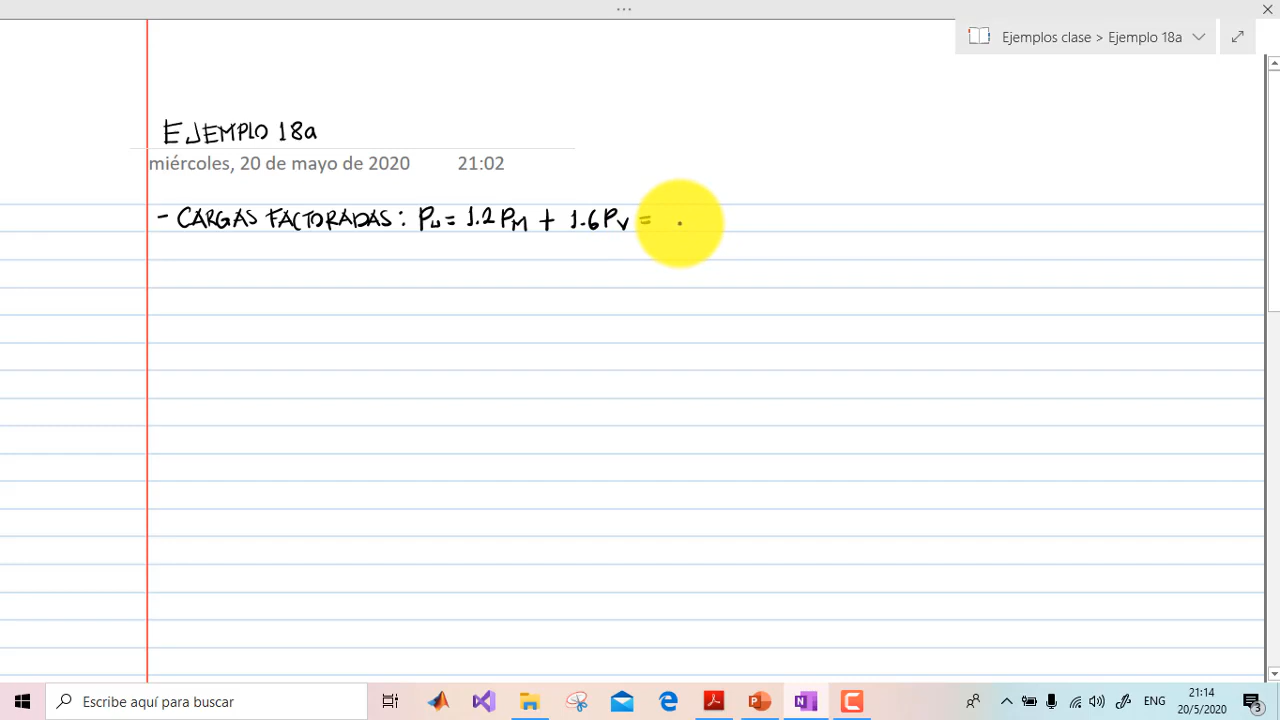 Ejemplos clase > Ejemplo 18a
EJEMPLO 18a
miércoles, 20 de mayo de 2020 21:02
- CARGAS FACTORADAS: Pu = 1.2 PM + 1.6 PV =
Escribe aquí para buscar
ENG
21:14
20/5/2020
3